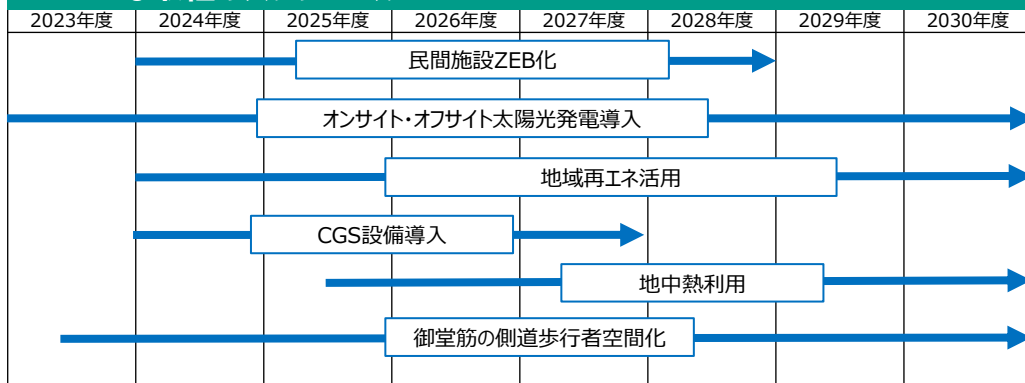 2023年度 2024年度 2025年度 2026年度 2027年度 2028年度 2029年度 2030年度
民間施設ZEB化
オンサイト・オフサイト太陽光発電導入
地域再エネ活用
CGS設備導入
地中熱利用
御堂筋の側道歩行者空間化